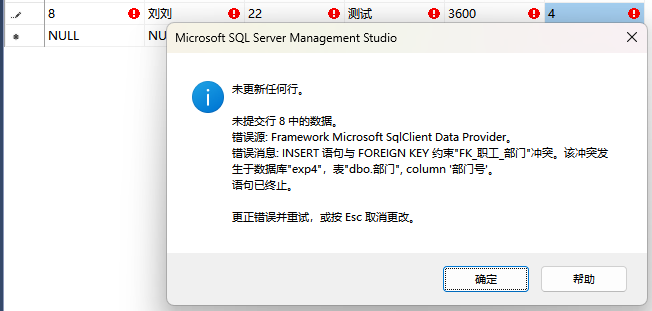 8 刘刘 22 测试 3600 4
NULL
Microsoft SQL Server Management Studio
未更新任何行。
未提交行 8 中的数据。
错误源: Framework Microsoft SqlClient Data Provider。
错误消息: INSERT 语句与 FOREIGN KEY 约束"FK_职工_部门"冲突。该冲突发
生于数据库"exp4"，表"dbo.部门", column '部门号'。
语句已终止。
更正错误并重试，或按 Esc 取消更改。
确定
帮助